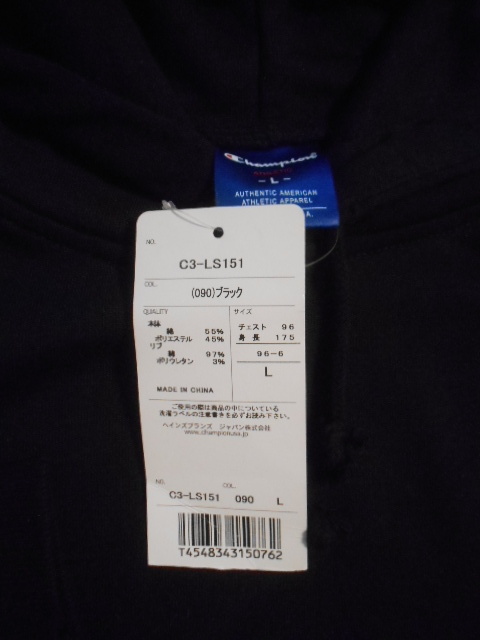 Champion
- L -
AUTHENTIC AMERICAN
ATHLETIC APPAREL
NO.
C3-LS151
COL.
(090)ブラック
QUALITY
サイズ
本体
綿 55%
ポリエステル 45%
リブ
綿 97%
ポリウレタン 3%
MADE IN CHINA
チェスト 96
身長 175
96-6
L
ご使用の際は商品の中についている
洗濯ラベルの注意書きを必ずお読み下さい。
ヘインズブランズ ジャパン株式会社
www.championusa.jp
NO. COL.
C3-LS151 090 L
T4548343150762